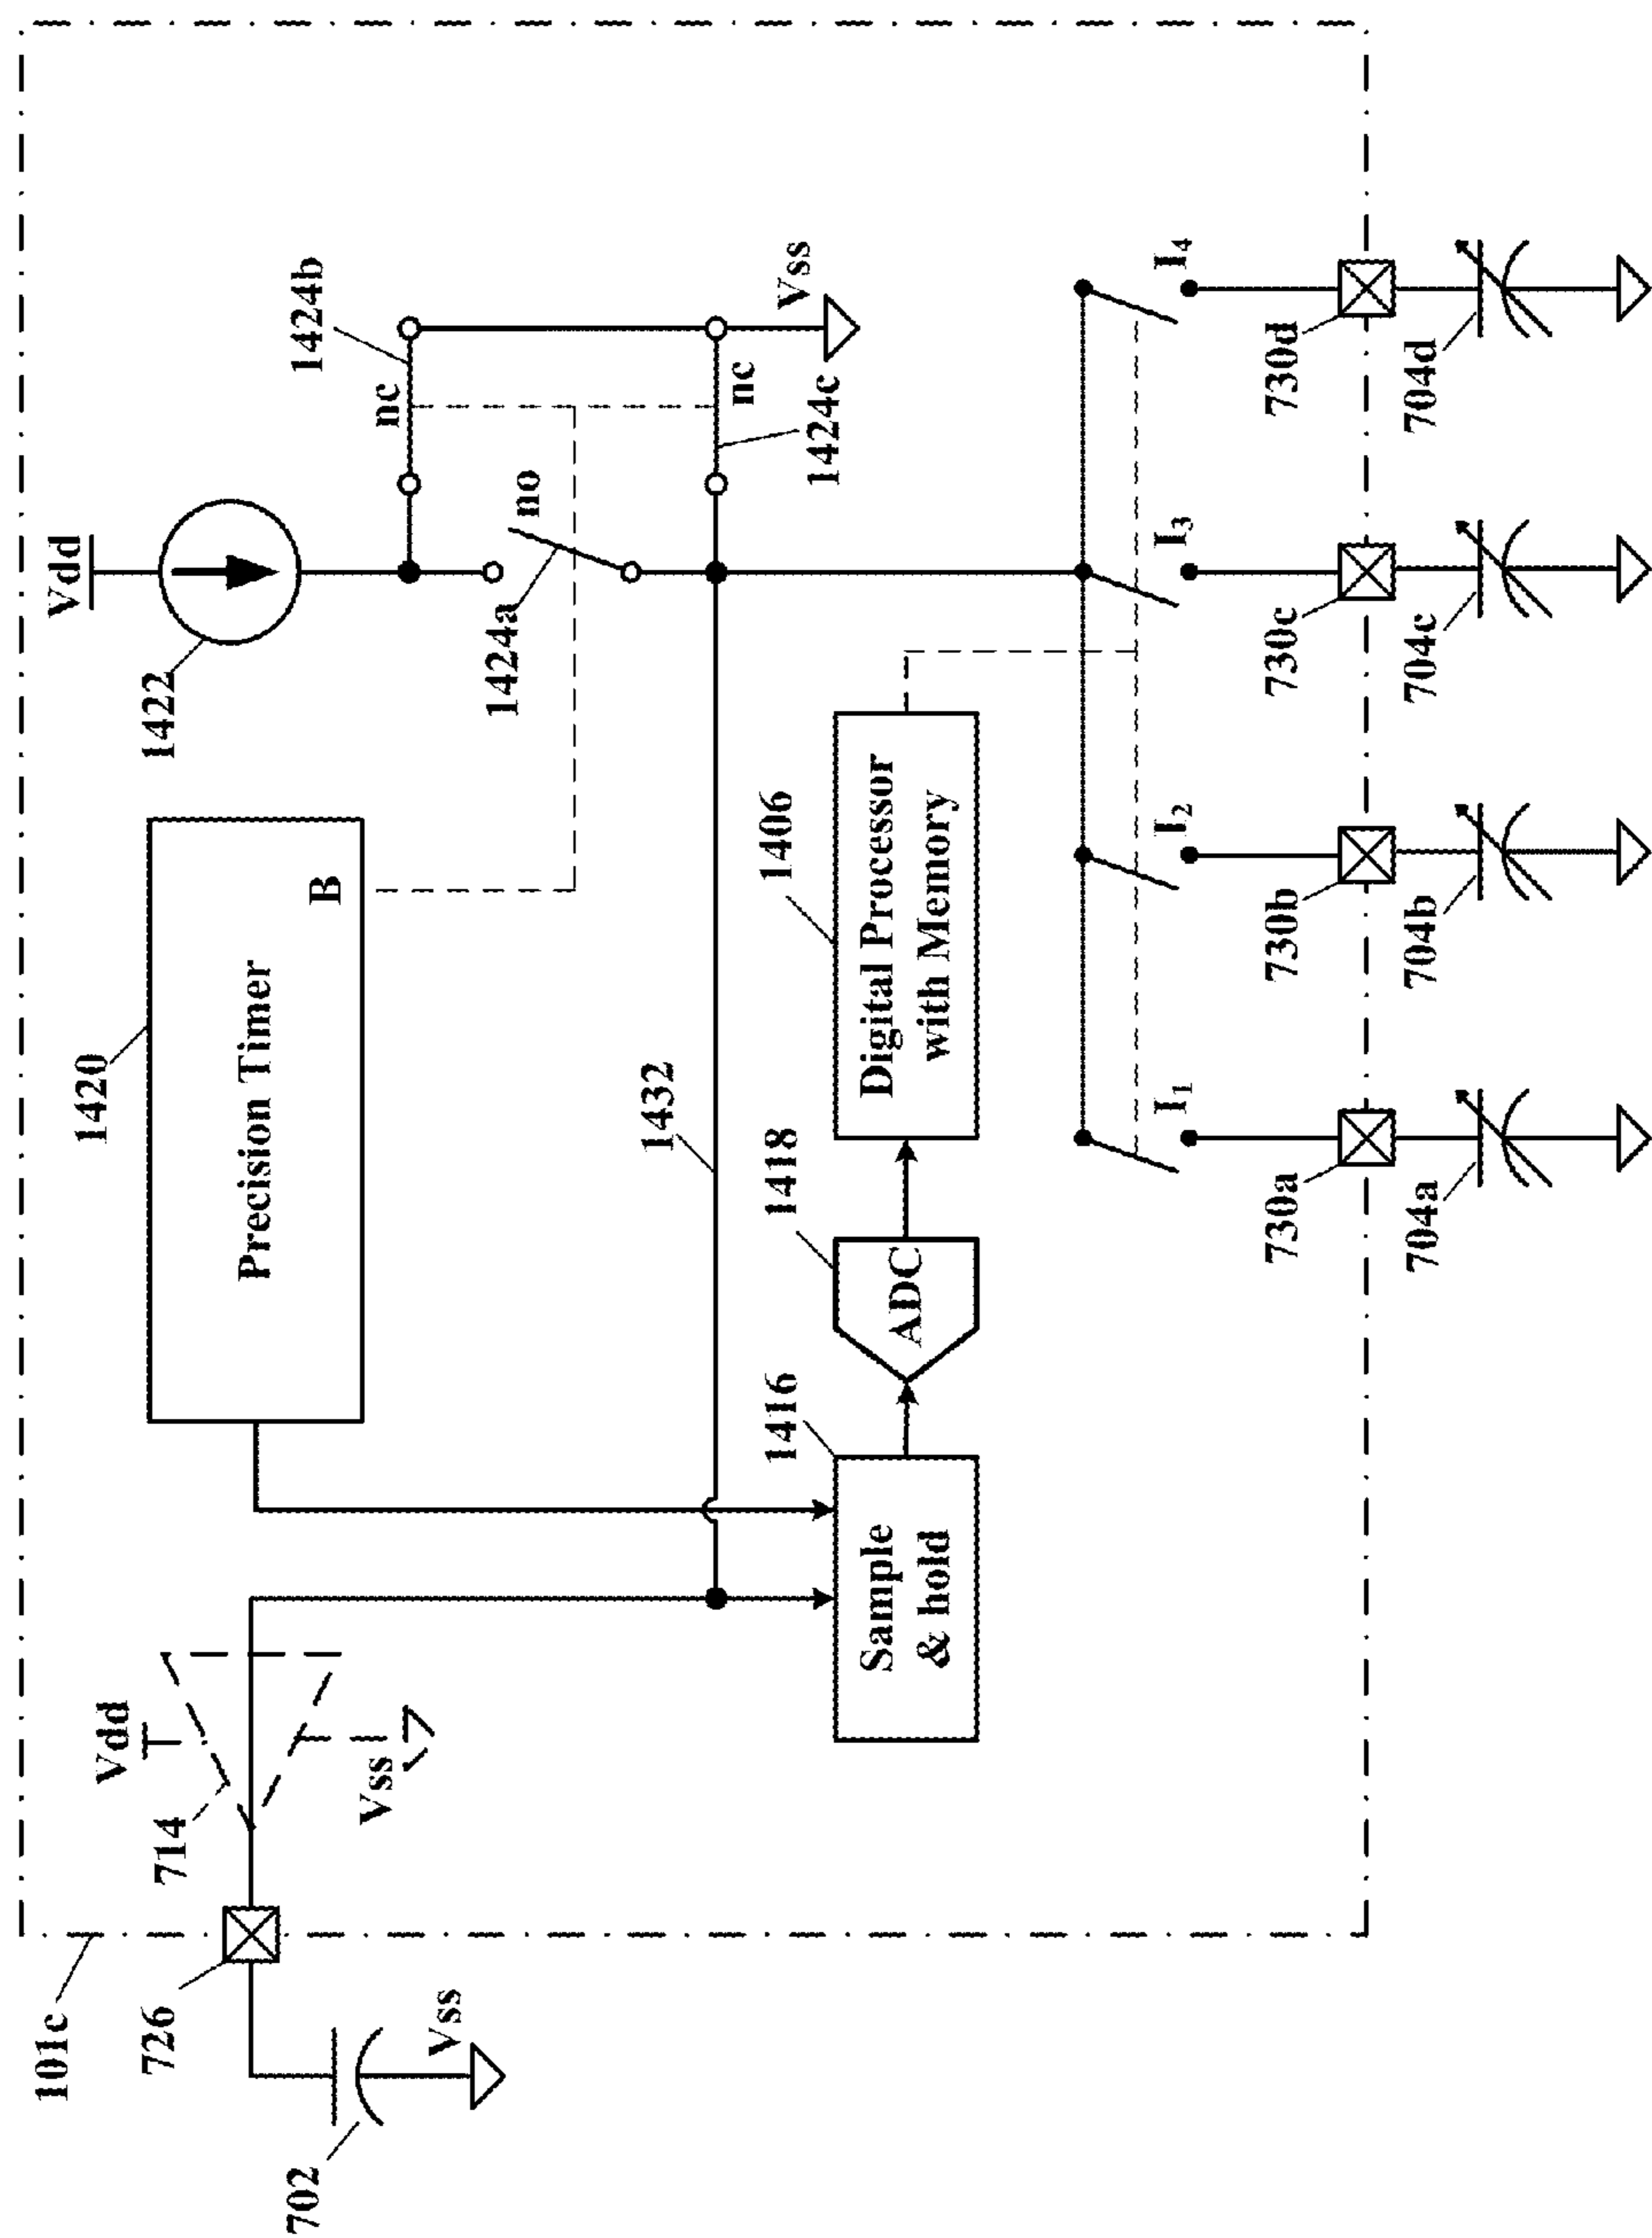 Vdd
1422
1424b
nc
no
1424a
nc
1424c
Vss
1420
Precision Timer
B
1432
Vdd
714
Vss
101c
726
702
Vss
1416
Sample
& hold
1418
ADC
1406
Digital Processor
with Memory
I1
I2
I3
I4
730a
730b
730c
730d
704a
704b
704c
704d